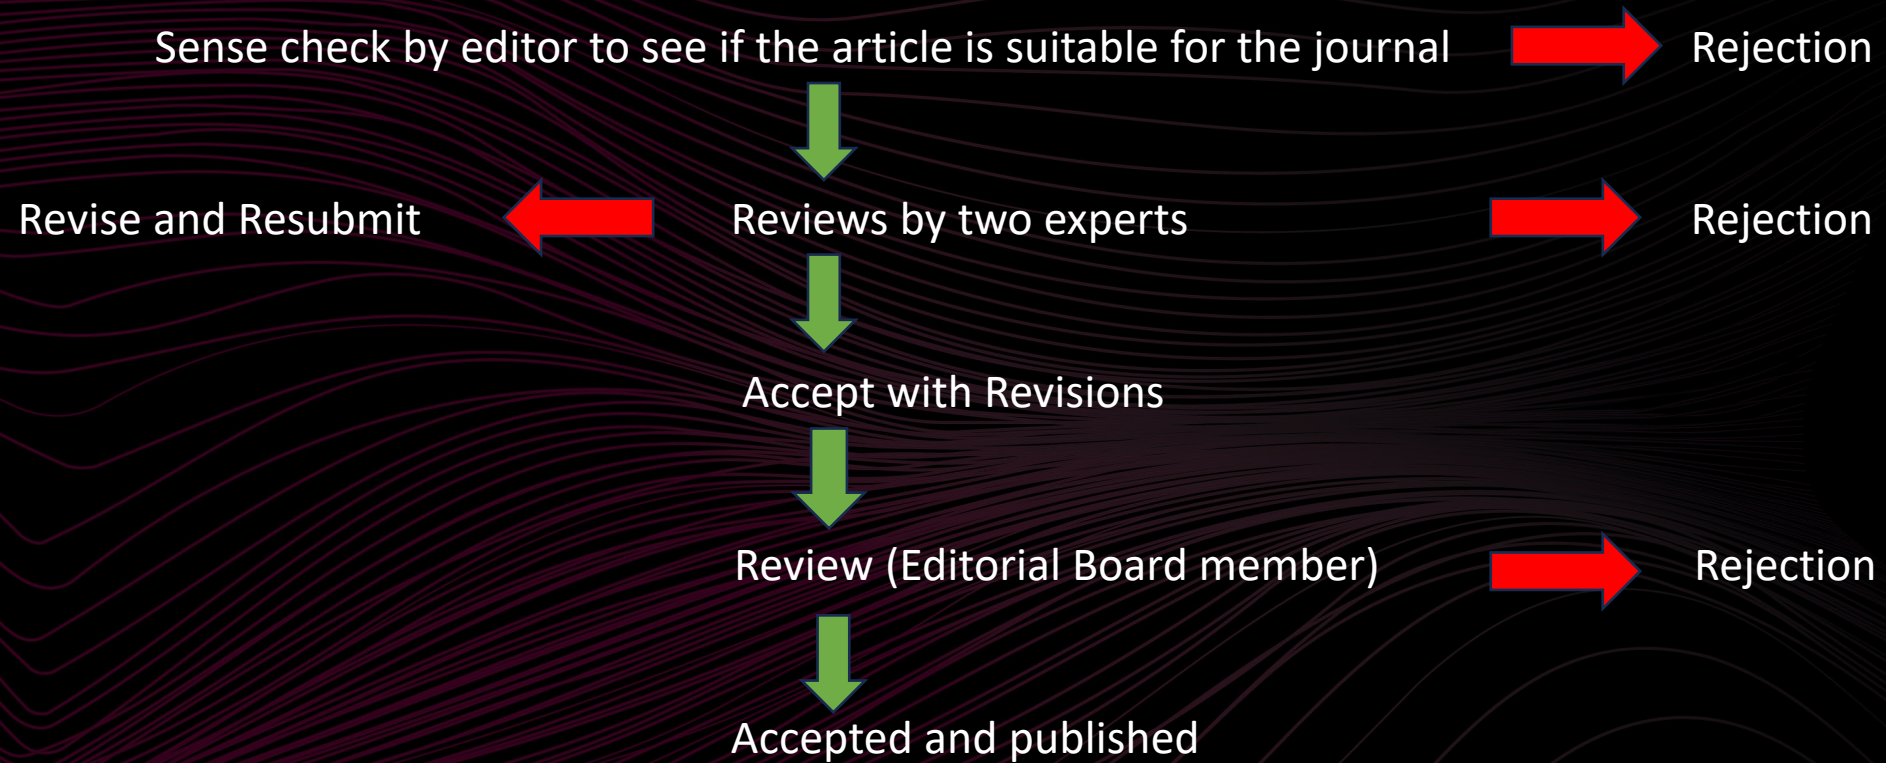 Sense check by editor to see if the article is suitable for the journal
Rejection
Revise and Resubmit
Reviews by two experts
Rejection
Accept with Revisions
Review (Editorial Board member)
Rejection
Accepted and published